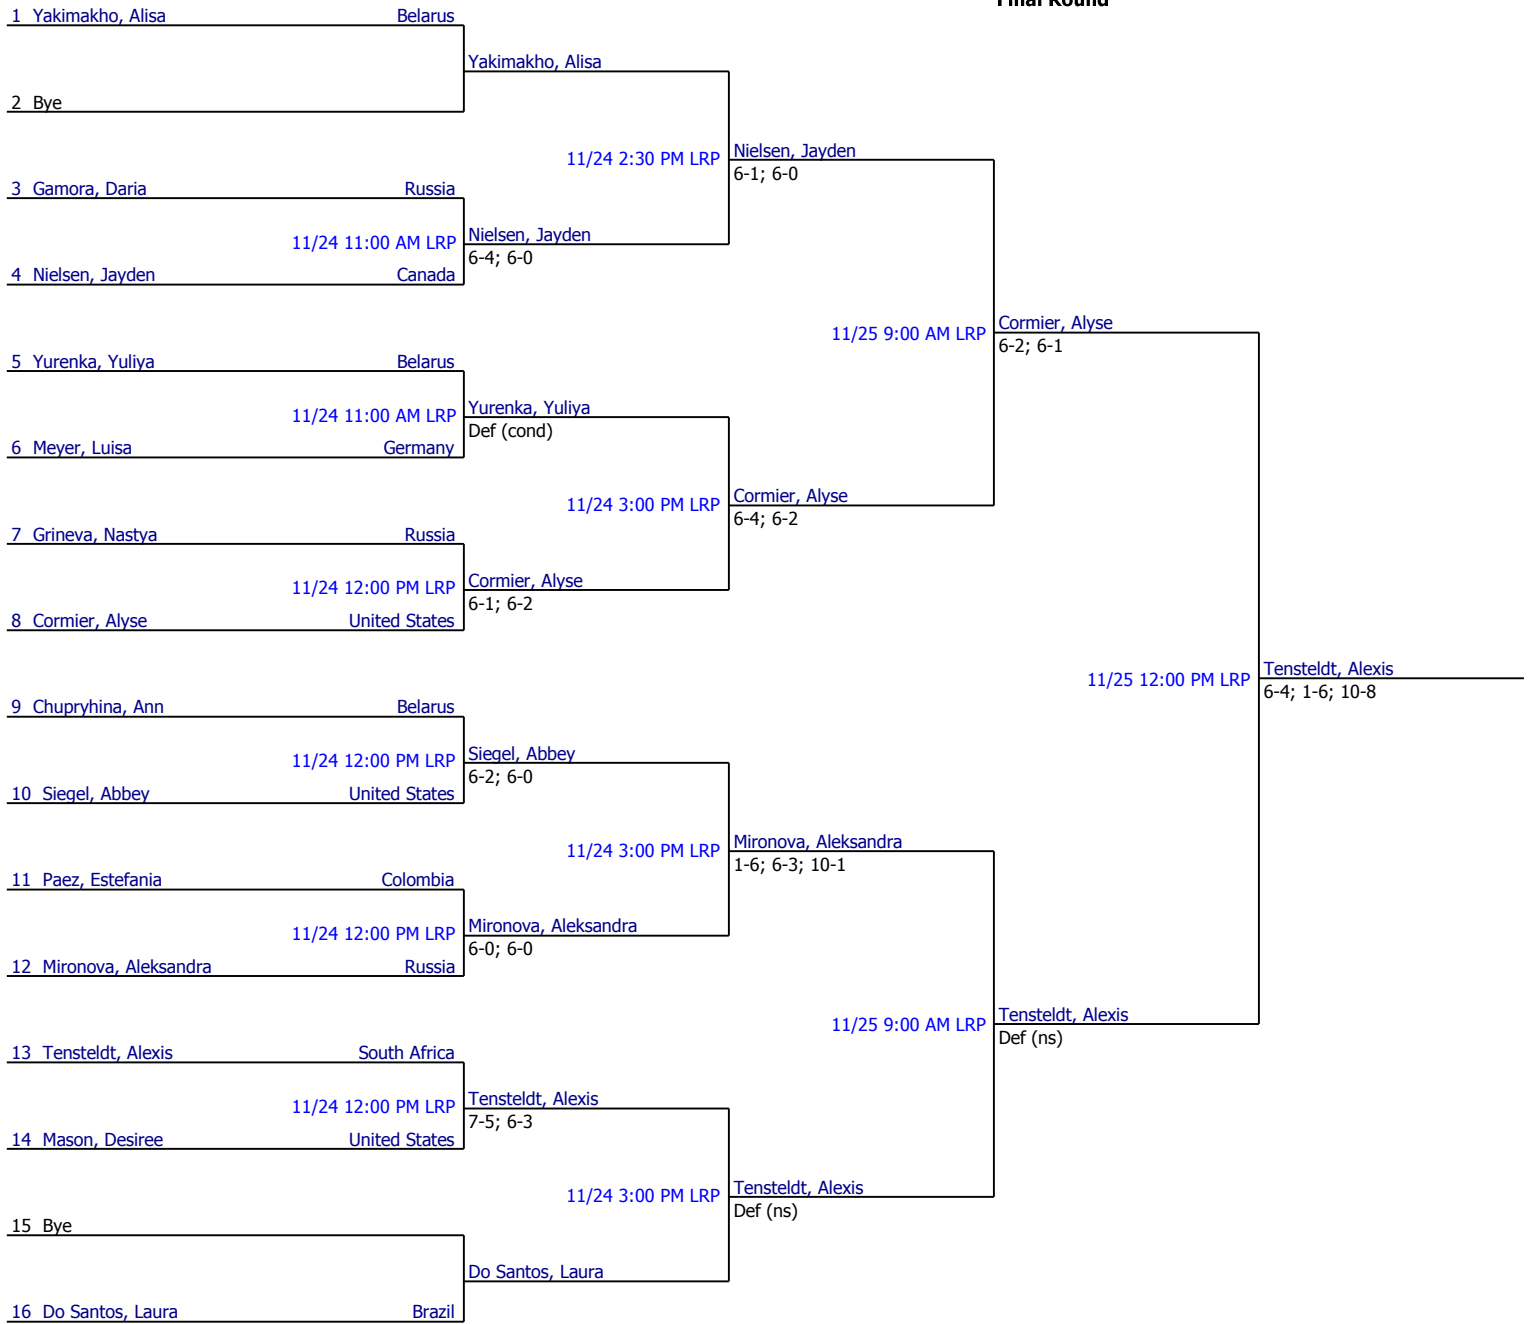 Final Round
1 Yakimakho, Alisa Belarus
Yakimakho, Alisa
2 Bye
11/24 2:30 PM LRP Nielsen, Jayden
6-1; 6-0
3 Gamora, Daria Russia
11/24 11:00 AM LRP Nielsen, Jayden
6-4; 6-0
4 Nielsen, Jayden Canada
11/25 9:00 AM LRP Cormier, Alyse
6-2; 6-1
5 Yurenka, Yuliya Belarus
11/24 11:00 AM LRP Yurenka, Yuliya
Def (cond)
6 Meyer, Luisa Germany
11/24 3:00 PM LRP Cormier, Alyse
6-4; 6-2
7 Grineva, Nastya Russia
11/24 12:00 PM LRP Cormier, Alyse
6-1; 6-2
8 Cormier, Alyse United States
11/25 12:00 PM LRP Tensteldt, Alexis
6-4; 1-6; 10-8
9 Chupryhina, Ann Belarus
11/24 12:00 PM LRP Siegel, Abbey
6-2; 6-0
10 Siegel, Abbey United States
11/24 3:00 PM LRP Mironova, Aleksandra
1-6; 6-3; 10-1
11 Paez, Estefania Colombia
11/24 12:00 PM LRP Mironova, Aleksandra
6-0; 6-0
12 Mironova, Aleksandra Russia
11/25 9:00 AM LRP Tensteldt, Alexis
Def (ns)
13 Tensteldt, Alexis South Africa
11/24 12:00 PM LRP Tensteldt, Alexis
7-5; 6-3
14 Mason, Desiree United States
11/24 3:00 PM LRP Tensteldt, Alexis
Def (ns)
15 Bye
Do Santos, Laura
16 Do Santos, Laura Brazil